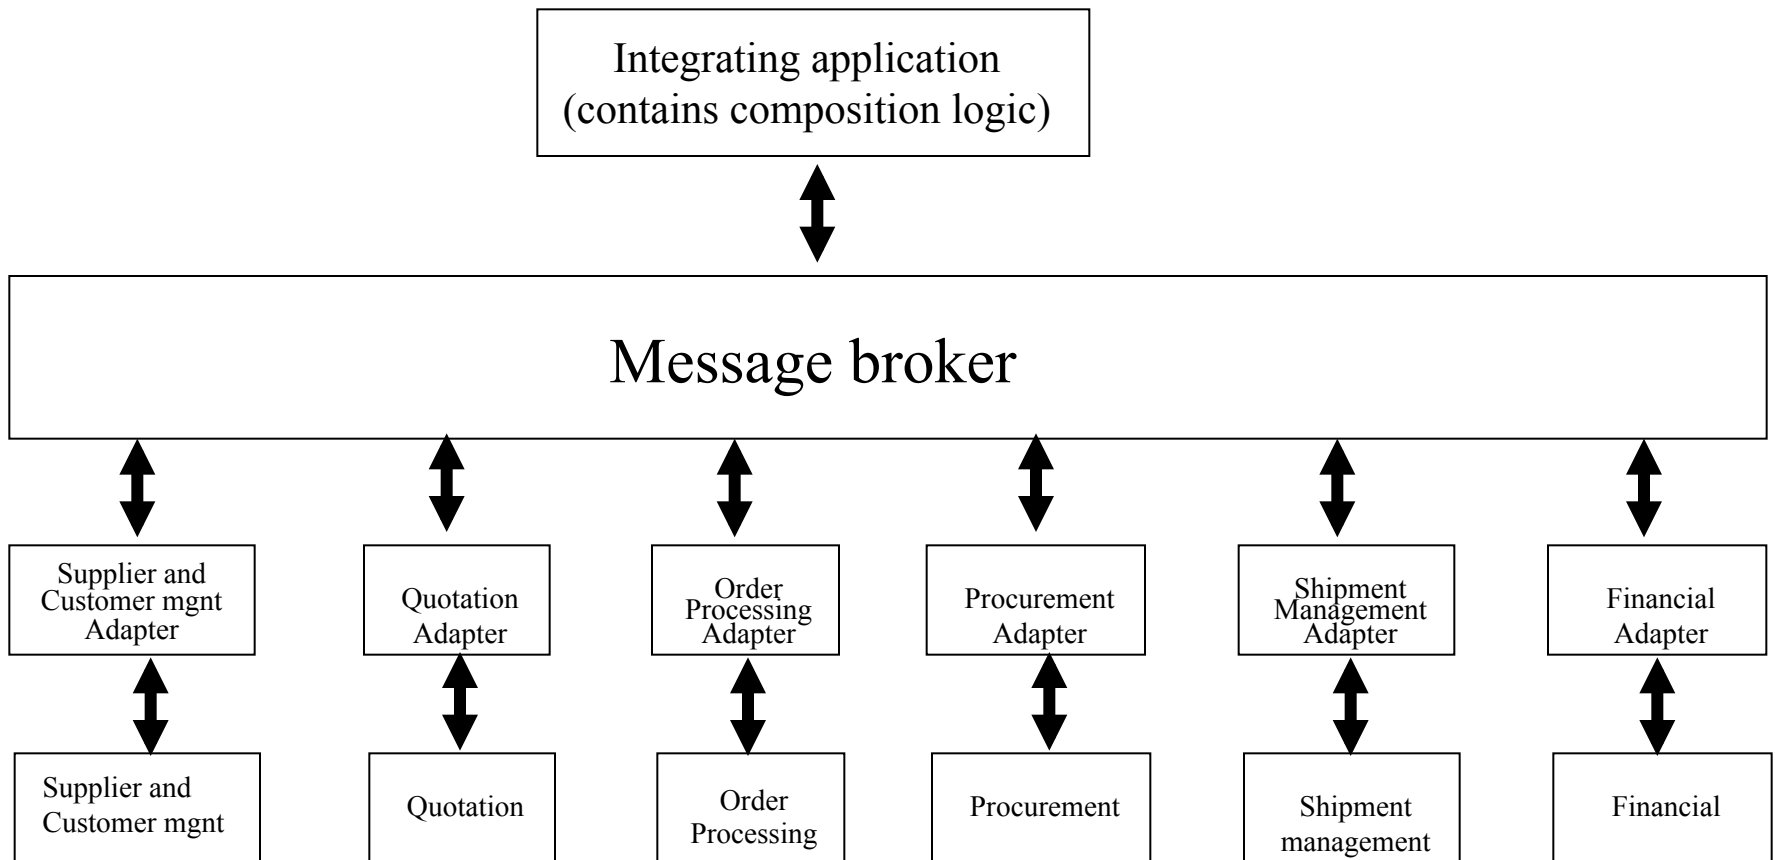 Integrating application
(contains composition logic)
Message broker
Supplier and
Customer mgnt
Adapter
Quotation
Adapter
Order
Processing
Adapter
Procurement
Adapter
Shipment
Management
Adapter
Financial
Adapter
Supplier and
Customer mgnt
Quotation
Order
Processing
Procurement
Shipment
management
Financial